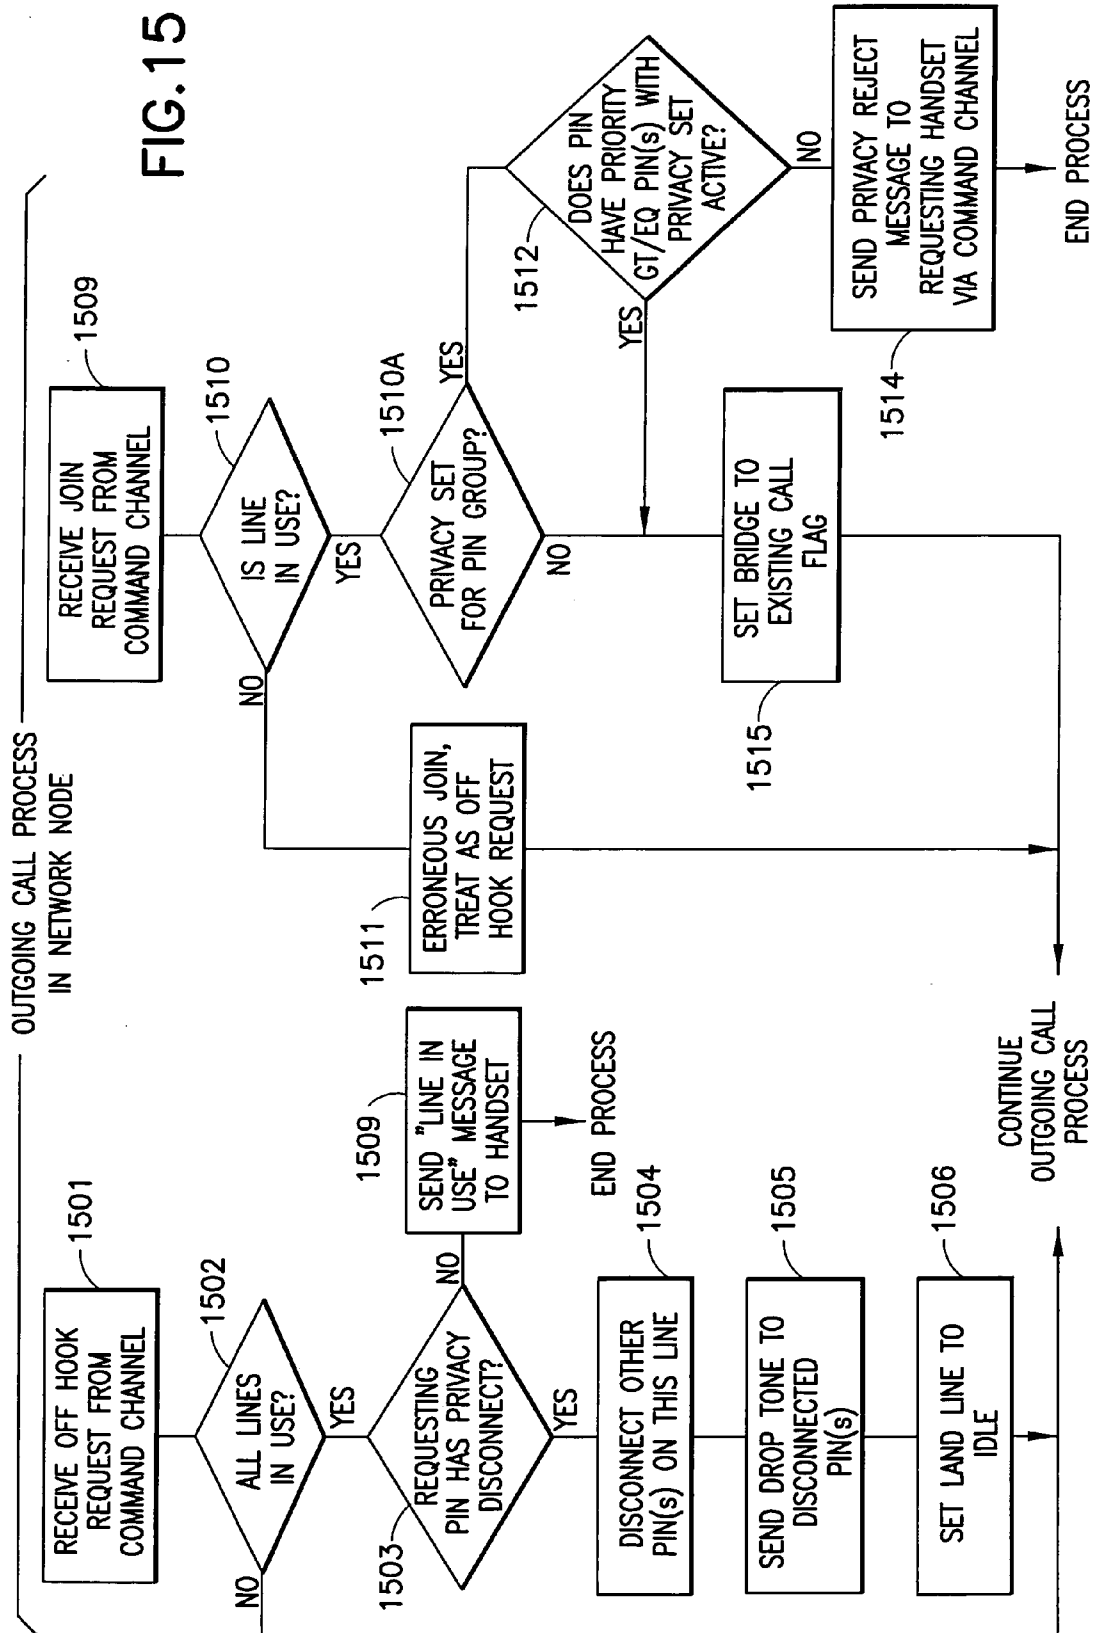 FIG.15
OUTGOING CALL PROCESS
IN NETWORK NODE
RECEIVE OFF HOOK
REQUEST FROM
COMMAND CHANNEL
1501
ALL LINES
IN USE?
1502
NO
YES
REQUESTING
PIN HAS PRIVACY
DISCONNECT?
1503
NO
YES
SEND "LINE IN
USE" MESSAGE
TO HANDSET
1509
END PROCESS
DISCONNECT OTHER
PIN(s) ON THIS LINE
1504
SEND DROP TONE TO
DISCONNECTED
PIN(s)
1505
SET LAND LINE TO
IDLE
1506
CONTINUE
OUTGOING CALL
PROCESS
RECEIVE JOIN
REQUEST FROM
COMMAND CHANNEL
1509
IS LINE
IN USE?
1510
NO
YES
ERRONEOUS JOIN,
TREAT AS OFF
HOOK REQUEST
1511
PRIVACY SET
FOR PIN GROUP?
1510A
YES
NO
DOES PIN
HAVE PRIORITY
GT/EQ PIN(s) WITH
PRIVACY SET
ACTIVE?
1512
YES
NO
SET BRIDGE TO
EXISTING CALL
FLAG
1515
SEND PRIVACY REJECT
MESSAGE TO
REQUESTING HANDSET
VIA COMMAND CHANNEL
1514
END PROCESS